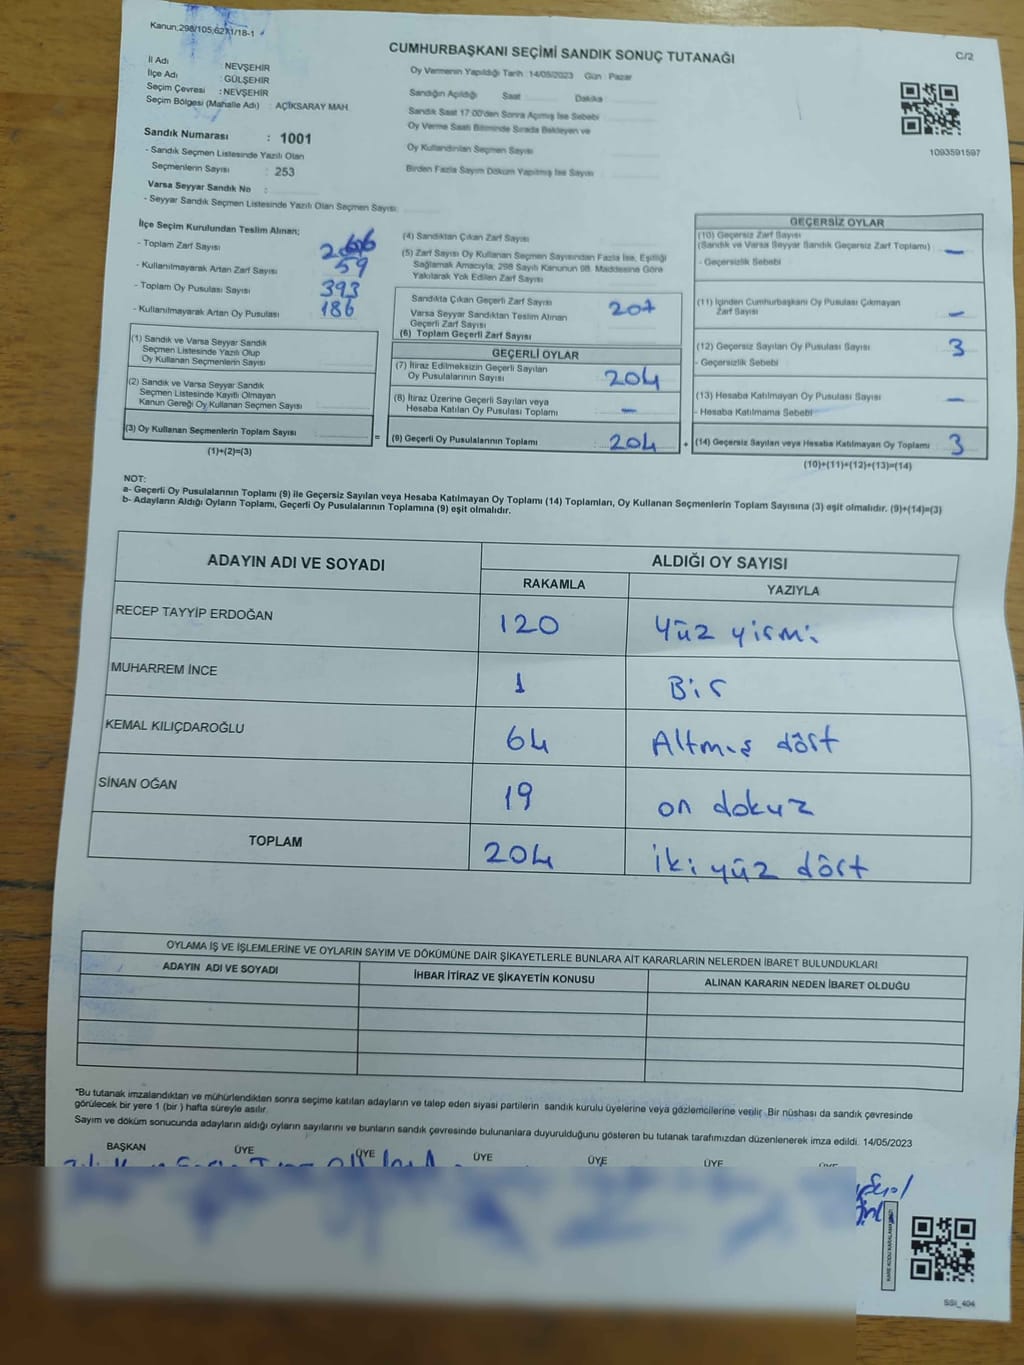 Kanun;298/105;6271/18-1
CUMHURBAŞKANI SEÇİMİ SANDIK SONUÇ TUTANAĞI
C/2
İl Adı NEVŞEHİR
İlçe Adı : GÜLŞEHİR
Seçim Çevresi : NEVŞEHİR
Seçim Bölgesi (Mahalle Adı) : AÇIKSARAY MAH.
Sandık Numarası : 1001
- Sandık Seçmen Listesinde Yazılı Olan
Seçmenlerin Sayısı : 253
Varsa Seyyar Sandık No :
- Seyyar Sandık Seçmen Listesinde Yazılı Olan Seçmen Sayısı:
Oy Vermenin Yapıldığı Tarih :14/05/2023 Gün : Pazar
Sandığın Açıldığı Saat Dakika
Sandık Saat 17:00'den Sonra Açılmış İse Sebebi
Oy Verme Saati Bitiminde Sırada Bekleyen ve
Oy Kullandırılan Seçmen Sayısı
Birden Fazla Sayım Döküm Yapılmış İse Sayısı
1093591597
İlçe Seçim Kurulundan Teslim Alınan;
- Toplam Zarf Sayısı 266
- Kullanılmayarak Artan Zarf Sayısı 59
- Toplam Oy Pusulası Sayısı 393
- Kullanılmayarak Artan Oy Pusulası 186
(1) Sandık ve Varsa Seyyar Sandık
Seçmen Listesinde Yazılı Olup
Oy Kullanan Seçmenlerin Sayısı
(2) Sandık ve Varsa Seyyar Sandık
Seçmen Listesinde Kayıtlı Olmayan
Kanun Gereği Oy Kullanan Seçmen Sayısı
(3) Oy Kullanan Seçmenlerin Toplam Sayısı
(1)+(2)=(3)
=
(4) Sandıktan Çıkan Zarf Sayısı
(5) Zarf Sayısı Oy Kullanan Seçmen Sayısından Fazla İse, Eşitliği
Sağlamak Amacıyla, 298 Sayılı Kanunun 98. Maddesine Göre
Yakılarak Yok Edilen Zarf Sayısı
Sandıkta Çıkan Geçerli Zarf Sayısı 207
Varsa Seyyar Sandıktan Teslim Alınan
Geçerli Zarf Sayısı
(6) Toplam Geçerli Zarf Sayısı
GEÇERLİ OYLAR
(7) İtiraz Edilmeksizin Geçerli Sayılan
Oy Pusulalarının Sayısı 204
(8) İtiraz Üzerine Geçerli Sayılan veya
Hesaba Katılan Oy Pusulası Toplamı –
(9) Geçerli Oy Pusulalarının Toplamı 204
+
GEÇERSİZ OYLAR
(10) Geçersiz Zarf Sayısı
(Sandık ve Varsa Seyyar Sandık Geçersiz Zarf Toplamı) –
- Geçersizlik Sebebi
(11) İçinden Cumhurbaşkanı Oy Pusulası Çıkmayan
Zarf Sayısı –
(12) Geçersiz Sayılan Oy Pusulası Sayısı 3
- Geçersizlik Sebebi
(13) Hesaba Katılmayan Oy Pusulası Sayısı –
- Hesaba Katılmama Sebebi
(14) Geçersiz Sayılan veya Hesaba Katılmayan Oy Toplamı 3
(10)+(11)+(12)+(13)=(14)
NOT:
a- Geçerli Oy Pusulalarının Toplamı (9) ile Geçersiz Sayılan veya Hesaba Katılmayan Oy Toplamı (14) Toplamları, Oy Kullanan Seçmenlerin Toplam Sayısına (3) eşit olmalıdır. (9)+(14)=(3)
b- Adayların Aldığı Oyların Toplamı, Geçerli Oy Pusulalarının Toplamına (9) eşit olmalıdır.
ADAYIN ADI VE SOYADI ALDIĞI OY SAYISI
RAKAMLA YAZIYLA
RECEP TAYYİP ERDOĞAN 120 Yüz yirmi
MUHARREM İNCE 1 Bir
KEMAL KILIÇDAROĞLU 64 Altmış dört
SİNAN OĞAN 19 on dokuz
TOPLAM 204 iki yüz dört
OYLAMA İŞ VE İŞLEMLERİNE VE OYLARIN SAYIM VE DÖKÜMÜNE DAİR ŞİKAYETLERLE BUNLARA AİT KARARLARIN NELERDEN İBARET BULUNDUKLARI
ADAYIN ADI VE SOYADI İHBAR İTİRAZ VE ŞİKAYETİN KONUSU ALINAN KARARIN NEDEN İBARET OLDUĞU
*Bu tutanak imzalandıktan ve mühürlendikten sonra seçime katılan adayların ve talep eden siyasi partilerin sandık kurulu üyelerine veya gözlemcilerine verilir. Bir nüshası da sandık çevresinde
görülecek bir yere 1 (bir ) hafta süreyle asılır.
Sayım ve döküm sonucunda adayların aldığı oyların sayılarını ve bunların sandık çevresinde bulunanlara duyurulduğunu gösteren bu tutanak tarafımızdan düzenlenerek imza edildi. 14/05/2023
BAŞKAN ÜYE ÜYE ÜYE ÜYE ÜYE
SSİ_404